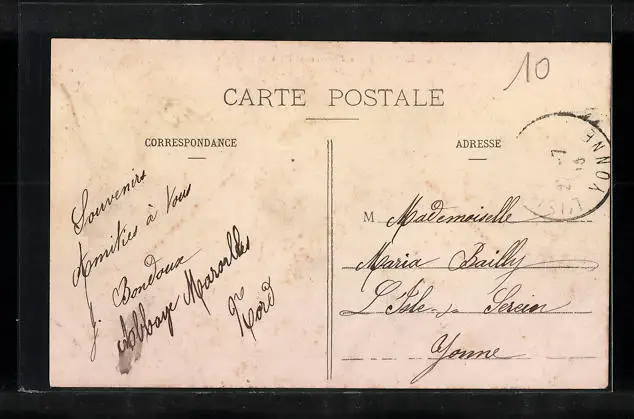 10
CARTE POSTALE
CORRESPONDANCE
Souvenirs
Amitiés à Vous
J. Bondoux
Abbaye Maroilles
Nord
ADRESSE
M Mademoiselle
Maria Bailly
L'Isle-s Serein
Yonne
YONNE